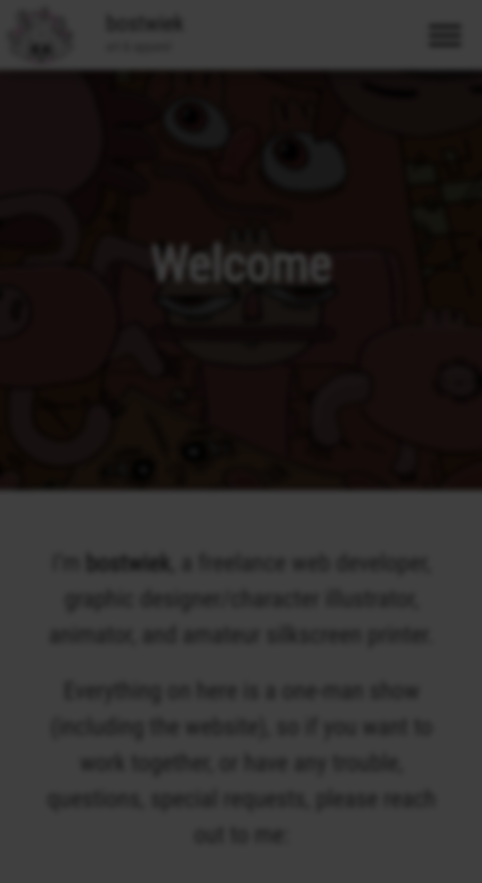 bostwiek
Welcome
I'm bostwiek, a freelance web developer,
graphic designer/character illustrator,
animator, and amateur silkscreen printer.
Everything on here is a one-man show
(including the website), so if you want to
work together, or have any trouble,
questions, special requests, please reach
out to me: